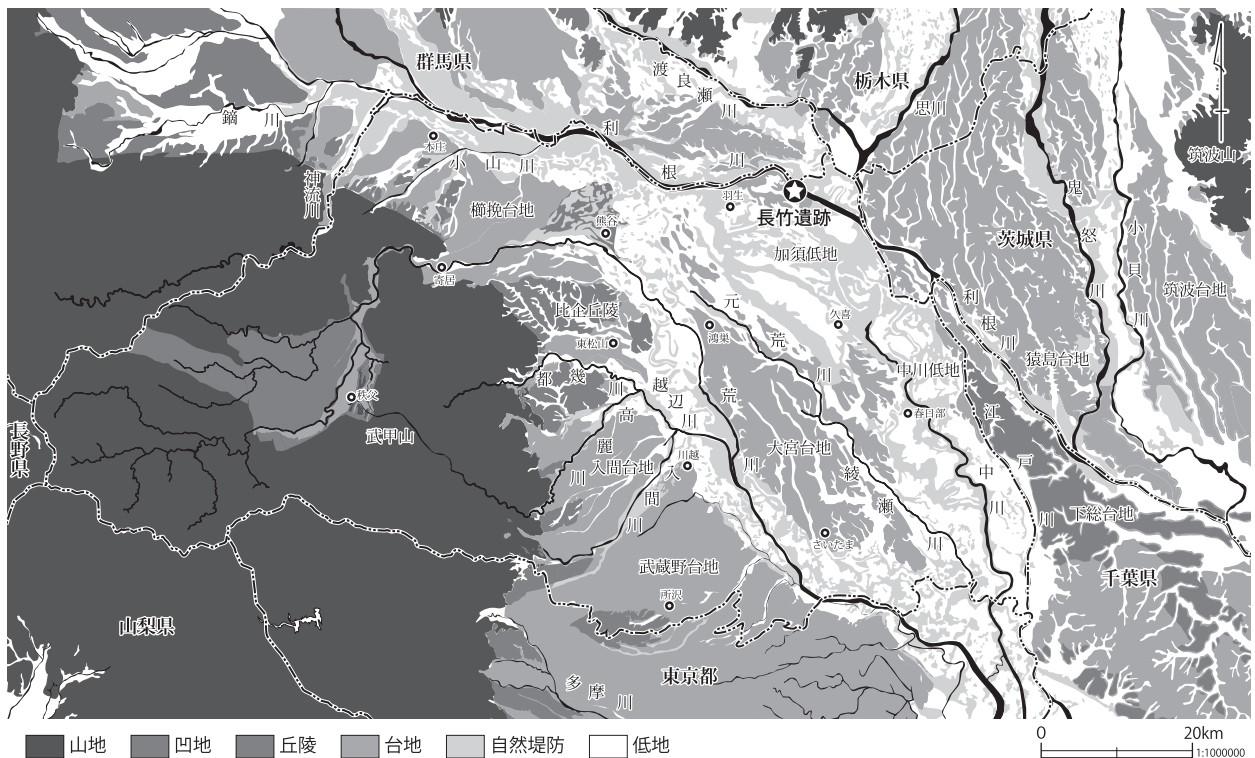 群馬県
栃木県
渡良瀬川
思川
鏑川
利根川
本庄
小山川
神流川
櫛挽台地
熊谷
羽生
長竹遺跡
加須低地
筑波山
鬼怒川
小貝川
茨城県
筑波台地
寄居
比企丘陵
東松山
元荒川
鴻巣
久喜
利根川
猿島台地
中川低地
春日部
江戸川
秩父
武甲山
長野県
都幾川
越辺川
荒川
高麗川
入間台地
川越
入間川
大宮台地
綾瀬川
中川
下総台地
さいたま
武蔵野台地
所沢
千葉県
山梨県
東京都
多摩川
山地
凹地
丘陵
台地
自然堤防
低地
0 20km
1:1000000